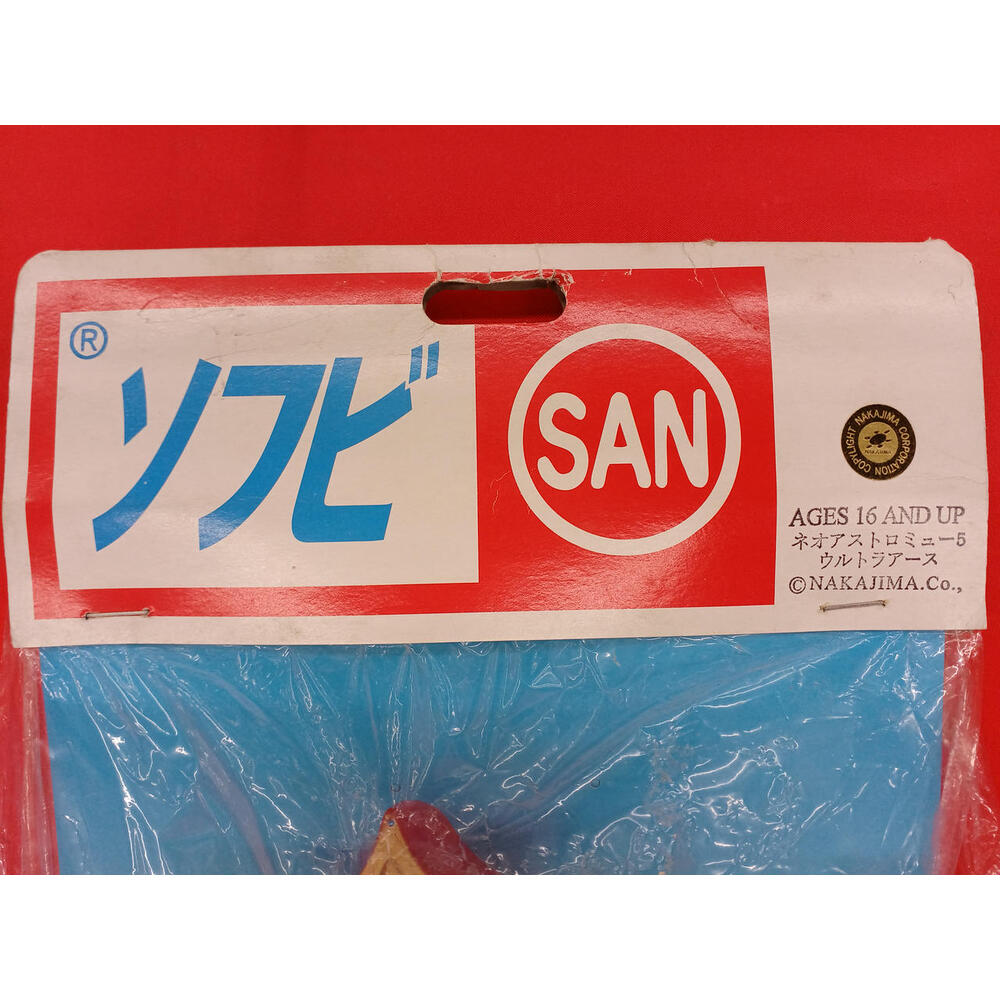 ®
ソフビ
SAN
COPYLIGHT NAKAJIMA CORPORATION
NAKAJIMA
AGES 16 AND UP
ネオアストロミュー5
ウルトラアース
©NAKAJIMA.Co.,